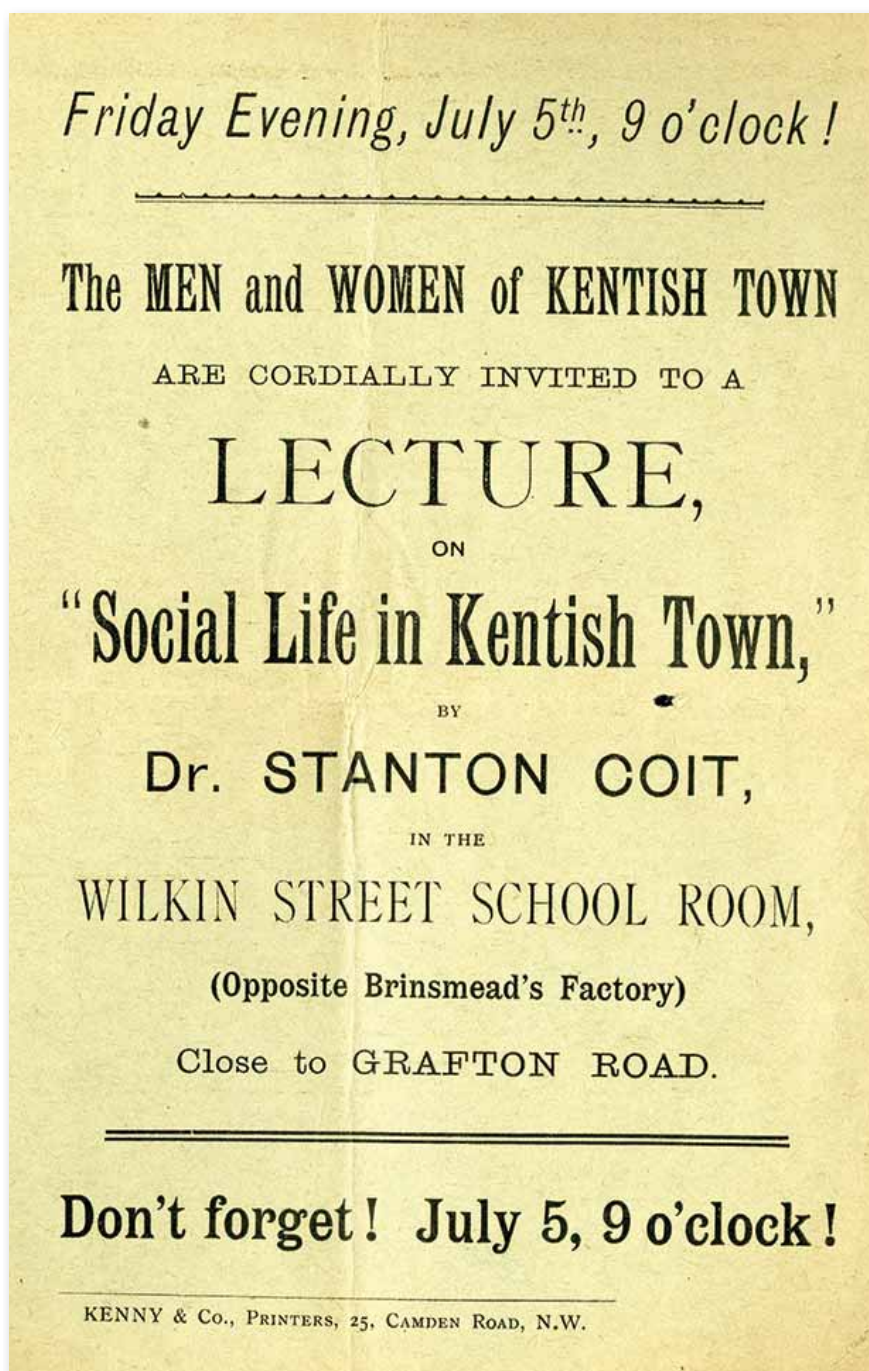 Friday Evening, July 5th, 9 o'clock!
The MEN and WOMEN of KENTISH TOWN
ARE CORDIALLY INVITED TO A
LECTURE,
ON
"Social Life in Kentish Town,"
BY
Dr. STANTON COIT,
IN THE
WILKIN STREET SCHOOL ROOM,
(Opposite Brinsmead's Factory)
Close to GRAFTON ROAD.
Don't forget! July 5, 9 o'clock!
KENNY & Co., Printers, 25, Camden Road, N.W.